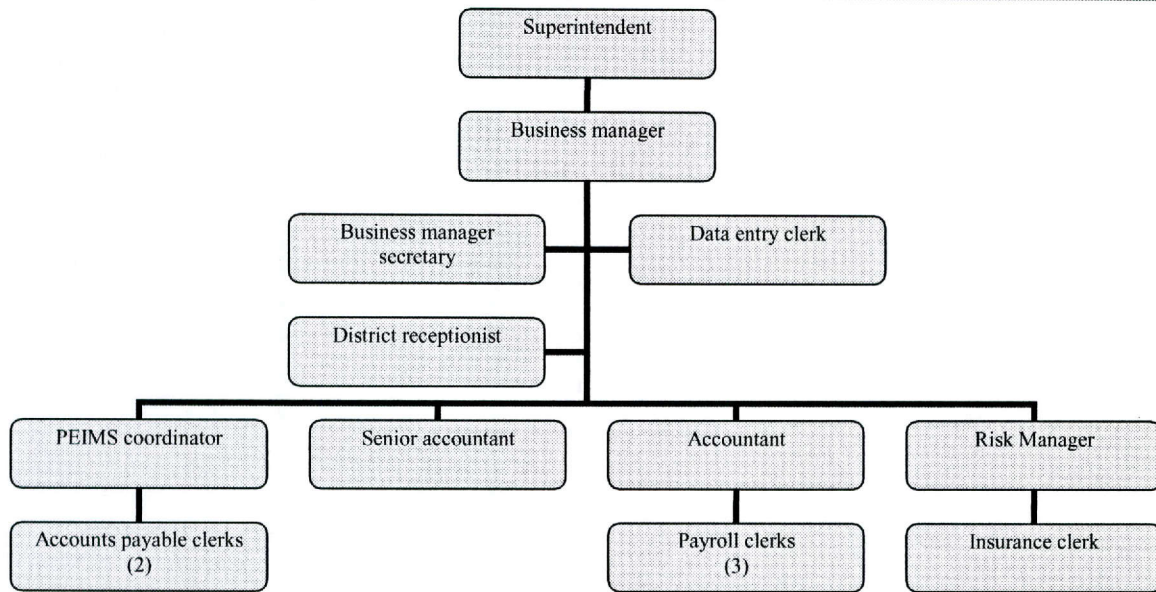 Superintendent
Business manager
Business manager
secretary
Data entry clerk
District receptionist
PEIMS coordinator
Senior accountant
Accountant
Risk Manager
Accounts payable clerks
(2)
Payroll clerks
(3)
Insurance clerk